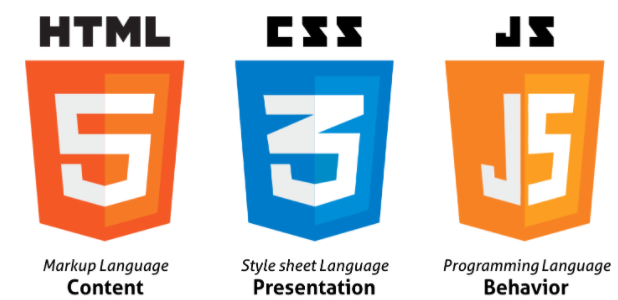 HTML CSS JS
5 3 JS
Markup Language Style sheet Language Programming Language
Content Presentation Behavior